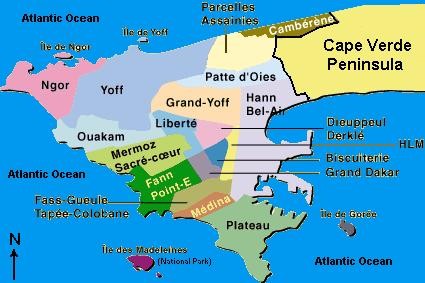 Atlantic Ocean
Parcelles
Assainies
Cambérène
Île de Yoff
Île de Ngor
Cape Verde
Peninsula
Patte d'Oies
Ngor
Yoff
Hann
Bel-Air
Grand-Yoff
Dieuppeul
Derklé
Liberté
Ouakam
Mermoz
Sacré-cœur
HLM
Biscuiterie
Grand Dakar
Atlantic Ocean
Fann
Point-E
Fass-Gueule
Tapée-Colobane
Médina
Île de Gorée
Plateau
N
Île des Madeleines
(National Park)
Atlantic Ocean